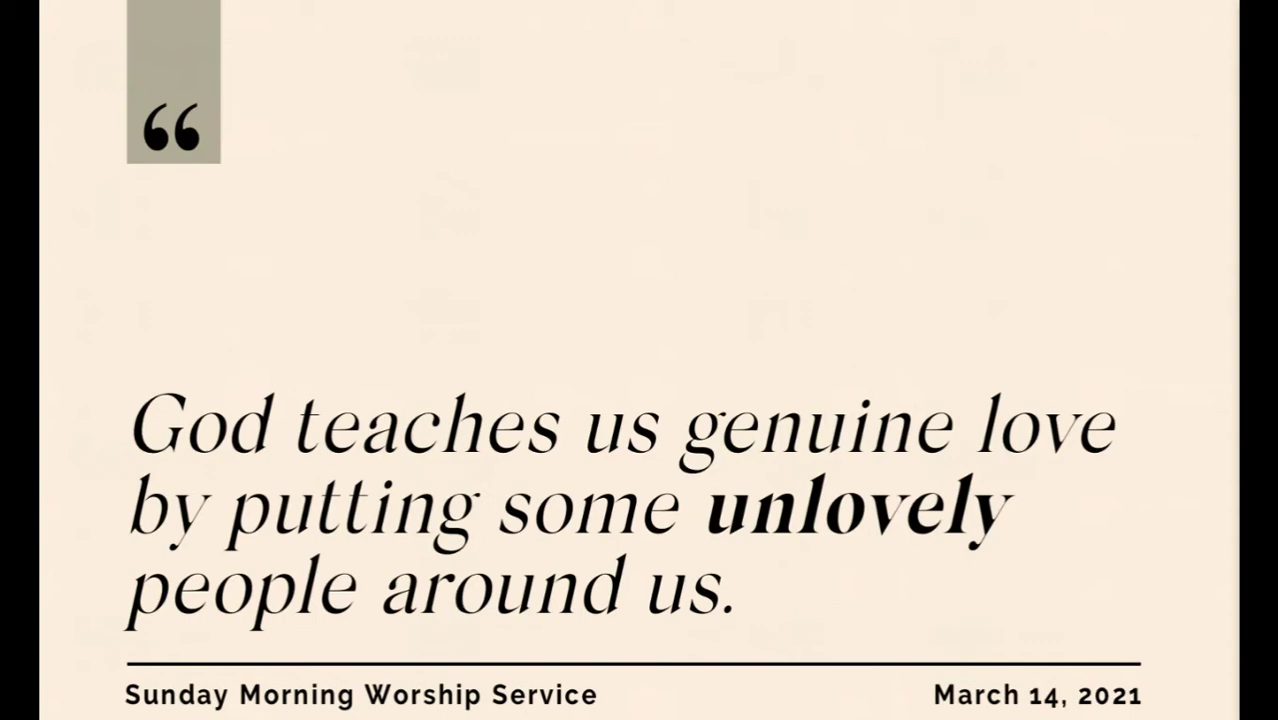 “
God teaches us genuine love
by putting some unlovely
people around us.
Sunday Morning Worship Service
March 14, 2021